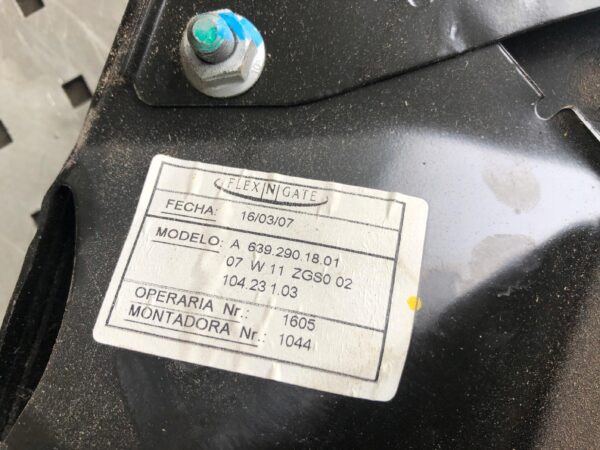 FLEX N GATE
FECHA: 16/03/07
MODELO: A 639.290.18.01
07 W 11 ZGS0 02
104.23 1.03
OPERARIA Nr.: 1605
MONTADORA Nr.: 1044